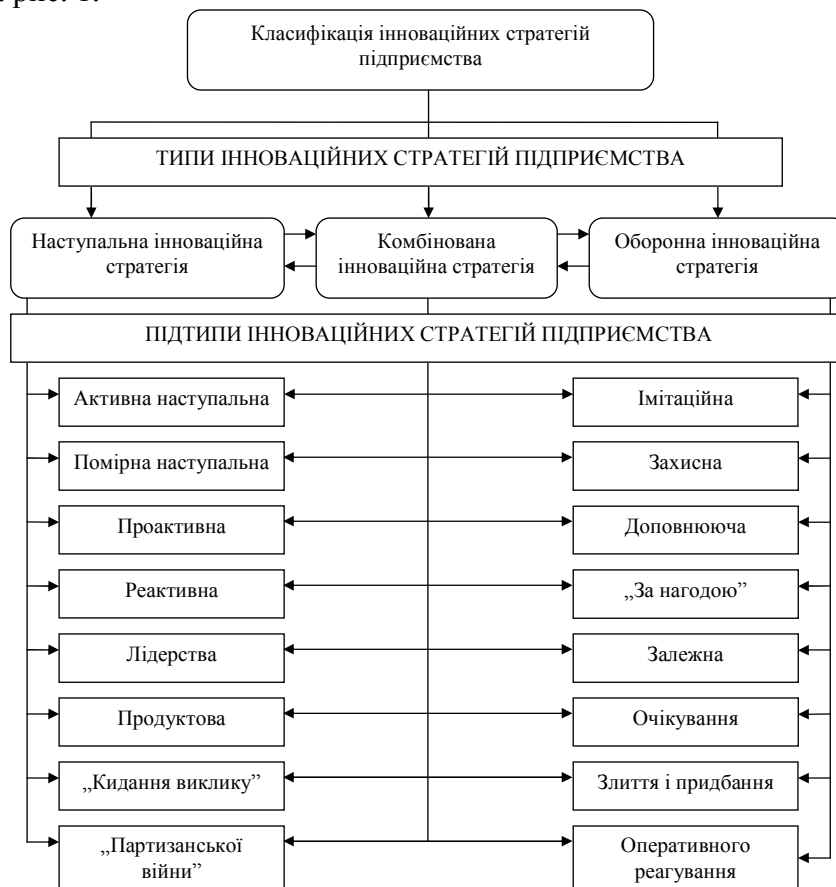 рис. 1.
Класифікація інноваційних стратегій
підприємства
ТИПИ ІННОВАЦІЙНИХ СТРАТЕГІЙ ПІДПРИЄМСТВА
Наступальна інноваційна
стратегія
Комбінована
інноваційна стратегія
Оборонна інноваційна
стратегія
ПІДТИПИ ІННОВАЦІЙНИХ СТРАТЕГІЙ ПІДПРИЄМСТВА
Активна наступальна
Імітаційна
Помірна наступальна
Захисна
Проактивна
Доповнююча
Реактивна
„За нагодою”
Лідерства
Залежна
Продуктова
Очікування
„Кидання виклику”
Злиття і придбання
„Партизанської
війни”
Оперативного
реагування